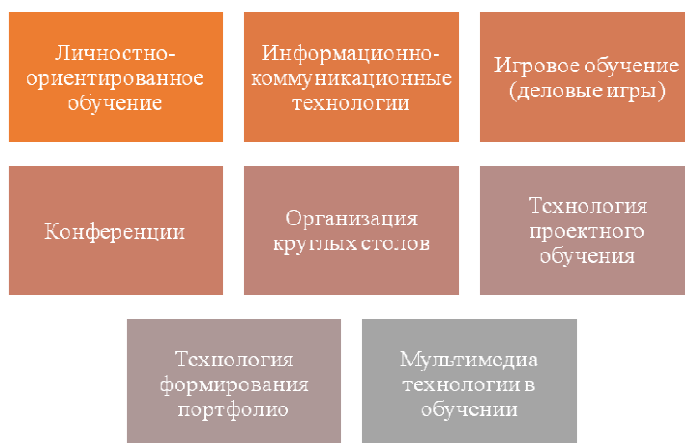 Личностно-
ориентированное
обучение
Информационно-
коммуникационные
технологии
Игровое обучение
(деловые игры)
Конференции
Организация
круглых столов
Технология
проектного
обучения
Технология
формирования
портфолио
Мультимедиа
технологии в
обучении